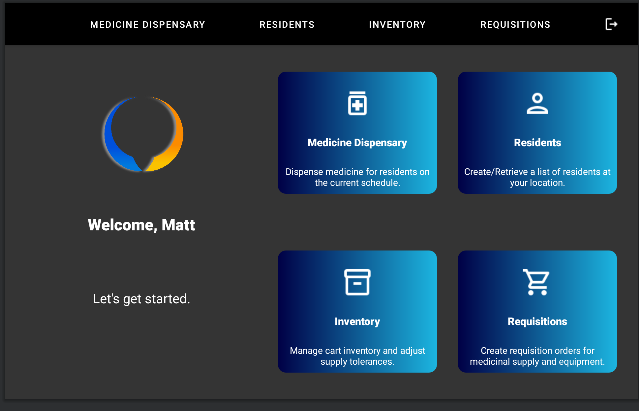 MEDICINE DISPENSARY RESIDENTS INVENTORY REQUISITIONS
Welcome, Matt
Let's get started.
Medicine Dispensary
Dispense medicine for residents on
the current schedule.
Residents
Create/Retrieve a list of residents at
your location.
Inventory
Manage cart inventory and adjust
supply tolerances.
Requisitions
Create requisition orders for
medicinal supply and equipment.